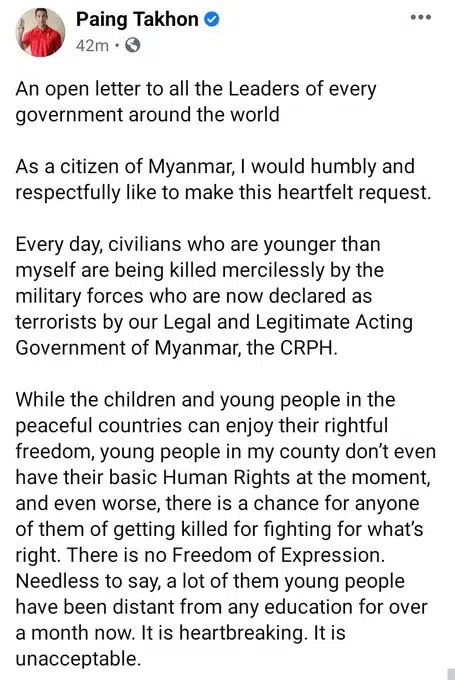 Paing Takhon
42m
An open letter to all the Leaders of every
government around the world
As a citizen of Myanmar, I would humbly and
respectfully like to make this heartfelt request.
Every day, civilians who are younger than
myself are being killed mercilessly by the
military forces who are now declared as
terrorists by our Legal and Legitimate Acting
Government of Myanmar, the CRPH.
While the children and young people in the
peaceful countries can enjoy their rightful
freedom, young people in my county don’t even
have their basic Human Rights at the moment,
and even worse, there is a chance for anyone
of them of getting killed for fighting for what’s
right. There is no Freedom of Expression.
Needless to say, a lot of them young people
have been distant from any education for over
a month now. It is heartbreaking. It is
unacceptable.